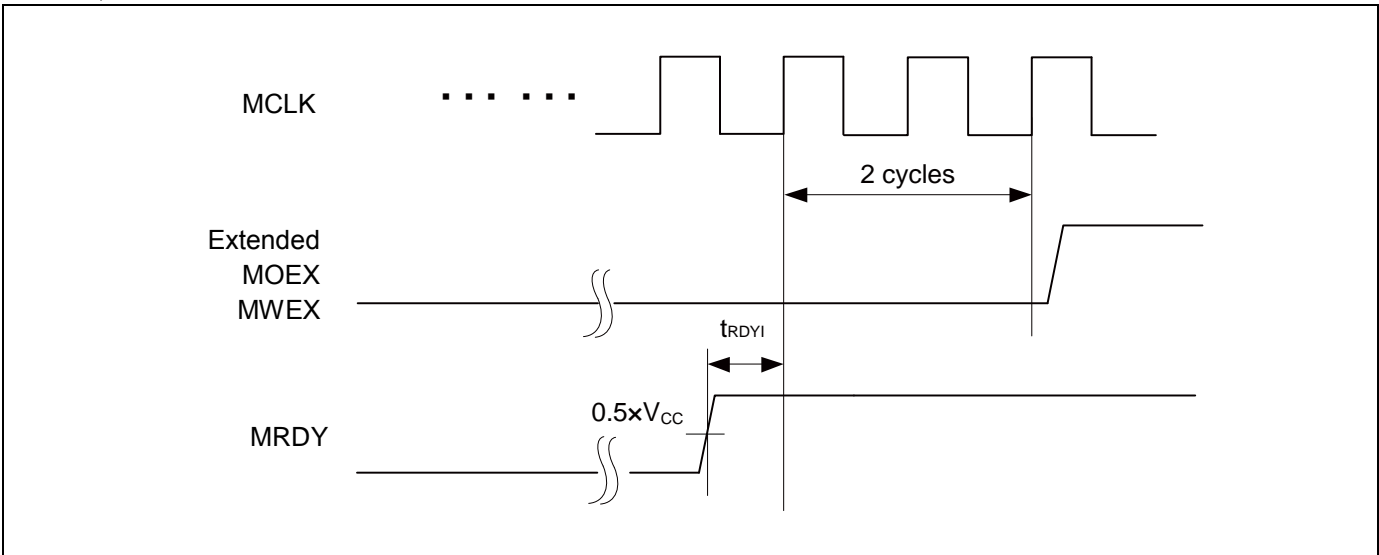 MCLK
... ...
2 cycles
Extended
MOEX
MWEX
tRDYI
0.5×VCC
MRDY